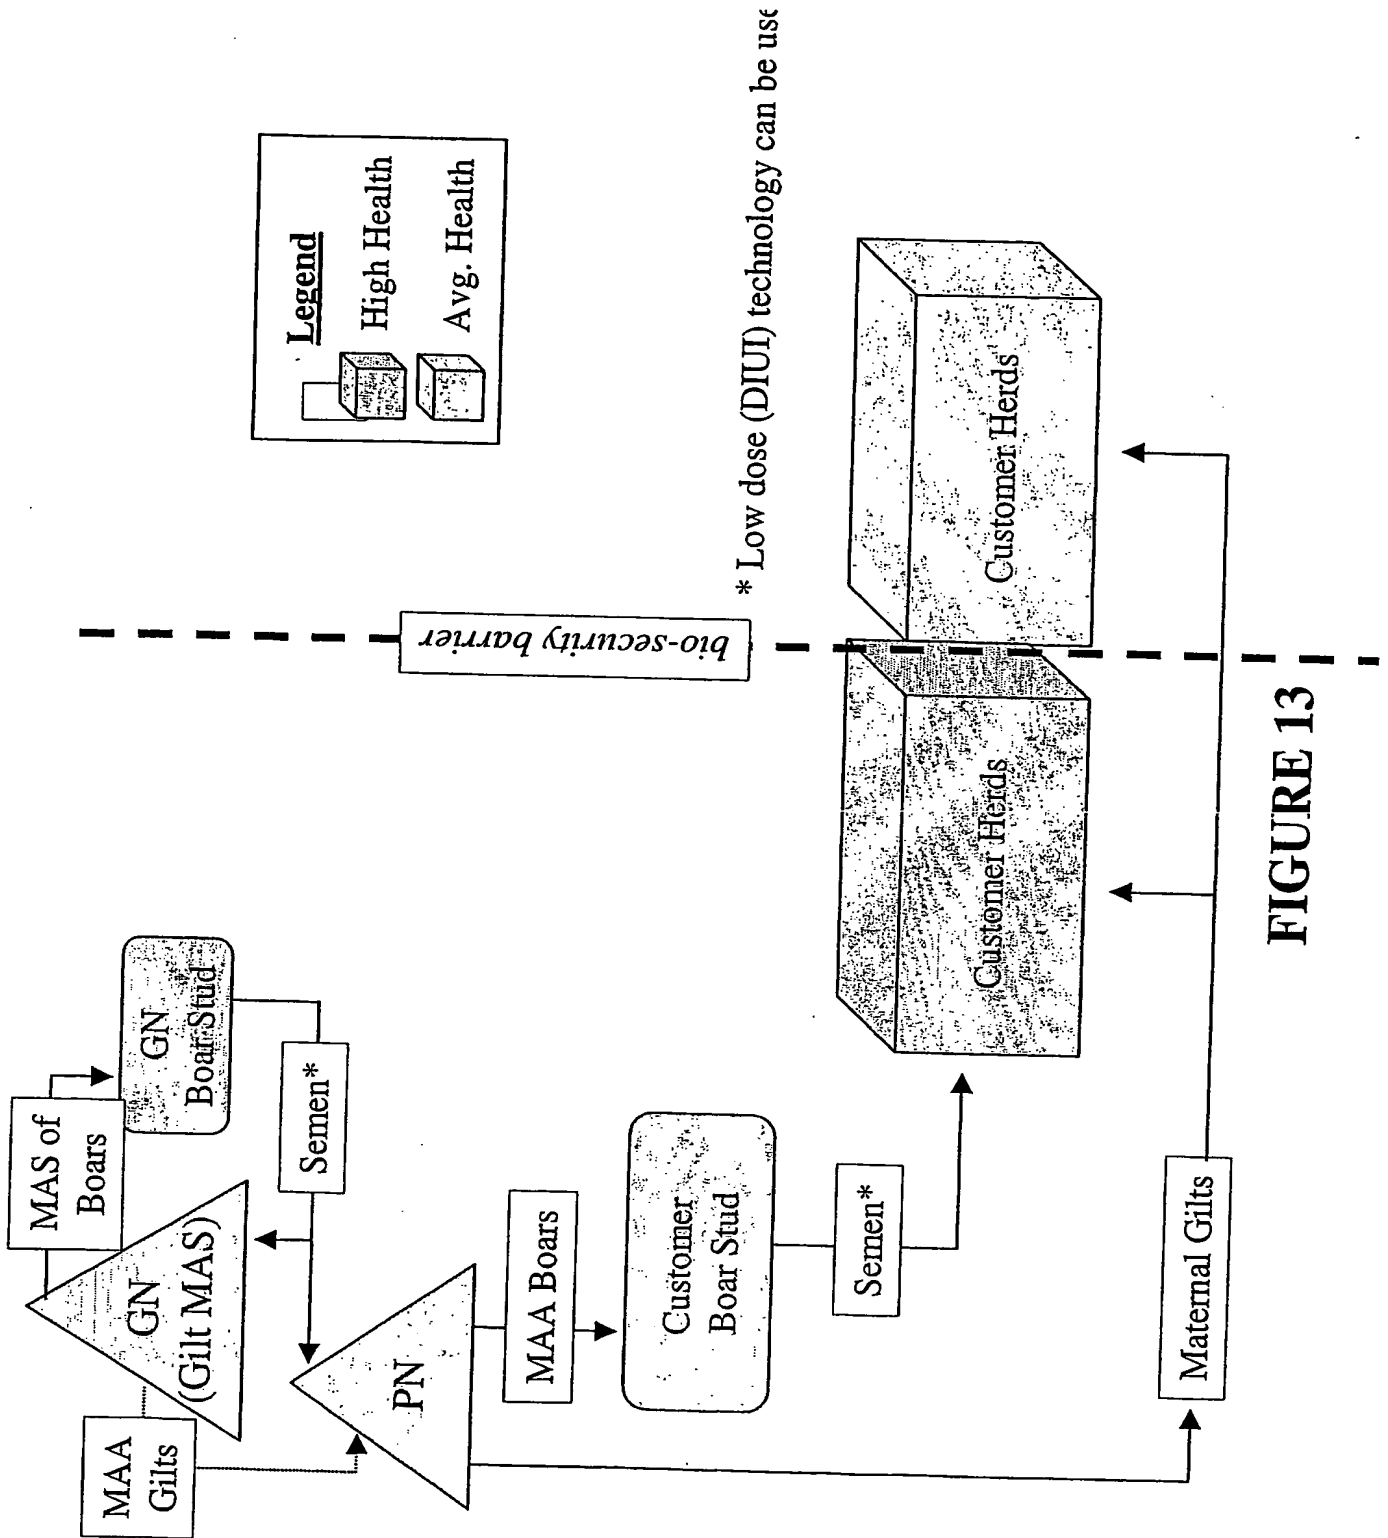 MAS of
Boars
MAA
Gilts
GN
(Gilt MAS)
GN
Boar Stud
Legend
High Health
Avg. Health
Semen*
PN
MAA Boars
bio-security barrier
Customer
Boar Stud
* Low dose (DIUI) technology can be use
Semen*
Customer Herds
Customer Herds
Maternal Gilts
FIGURE 13